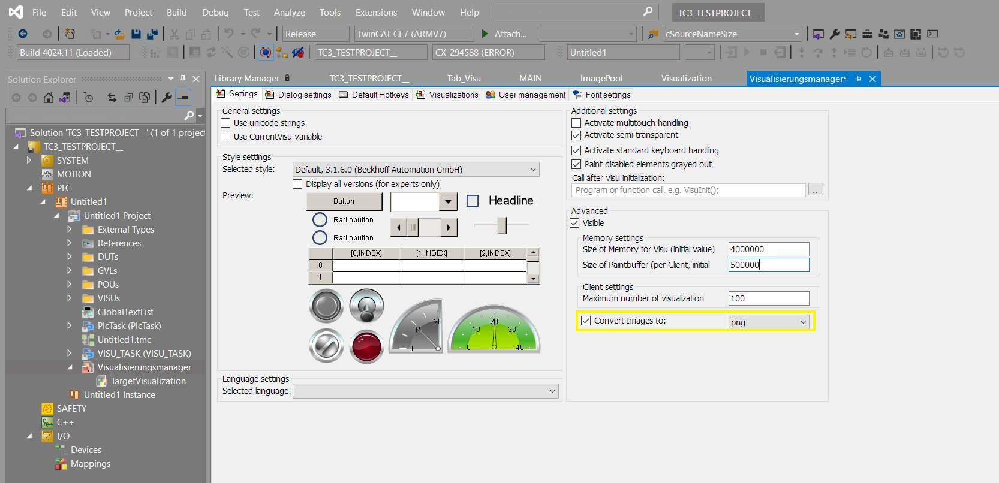 File Edit View Project Build Debug Test Analyze Tools Extensions Window Help TC3_TESTPROJECT__
Release TwinCAT CE7 (ARMV7) Attach... cSourceNameSize
Build 4024.11 (Loaded) TC3_TESTPROJECT__ CX-294588 (ERROR) Untitled1
Solution Explorer
Library Manager TC3_TESTPROJECT__ Tab_Visu MAIN ImagePool Visualization Visualisierungsmanager*
Settings Dialog settings Default Hotkeys Visualizations User management Font settings
Solution 'TC3_TESTPROJECT__' (1 of 1 project
TC3_TESTPROJECT__
SYSTEM
MOTION
PLC
Untitled1
Untitled1 Project
External Types
References
DUTs
GVLs
POUs
VISUs
GlobalTextList
PlcTask (PlcTask)
Untitled1.tmc
VISU_TASK (VISU_TASK)
Visualisierungsmanager
TargetVisualization
Untitled1 Instance
SAFETY
C++
I/O
Devices
Mappings
General settings
Use unicode strings
Use CurrentVisu variable
Style settings
Selected style: Default, 3.1.6.0 (Beckhoff Automation GmbH)
Display all versions (for experts only)
Preview:
Button Headline
Radiobutton
Radiobutton
[0,INDEX] [1,INDEX] [2,INDEX]
0
1
0 10 20
0 10 20 30 40
Language settings
Selected language:
Additional settings
Activate multitouch handling
Activate semi-transparent
Activate standard keyboard handling
Paint disabled elements grayed out
Call after visu initialization:
Program or function call, e.g. VisuInit(); ..
Advanced
Visible
Memory settings
Size of Memory for Visu (initial value) 4000000
Size of Paintbuffer (per Client, initial 500000
Client settings
Maximum number of visualization 100
Convert Images to: png